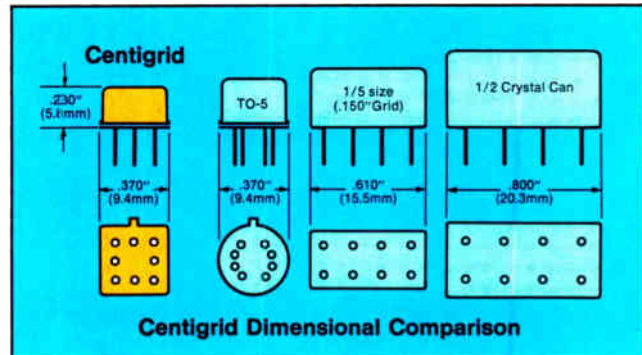 Centigrid
.230"
(5.8mm)
TO-5
1/5 size
(.150" Grid)
1/2 Crystal Can
.370"
(9.4mm)
.370"
(9.4mm)
.610"
(15.5mm)
.800"
(20.3mm)
Centigrid Dimensional Comparison